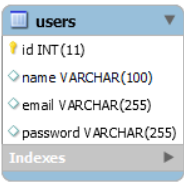 users
id INT(11)
name VARCHAR(100)
email VARCHAR(255)
password VARCHAR(255)
Indexes